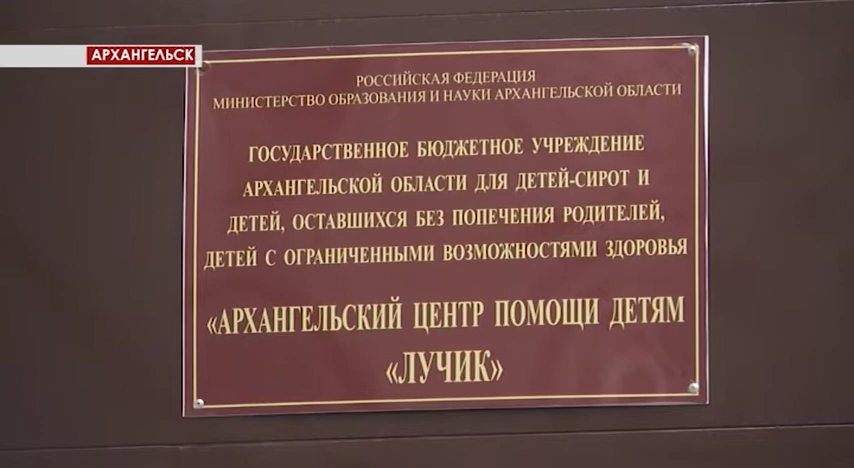 АРХАНГЕЛЬСК
РОССИЙСКАЯ ФЕДЕРАЦИЯ
МИНИСТЕРСТВО ОБРАЗОВАНИЯ И НАУКИ АРХАНГЕЛЬСКОЙ ОБЛАСТИ
ГОСУДАРСТВЕННОЕ БЮДЖЕТНОЕ УЧРЕЖДЕНИЕ
АРХАНГЕЛЬСКОЙ ОБЛАСТИ ДЛЯ ДЕТЕЙ-СИРОТ И
ДЕТЕЙ, ОСТАВШИХСЯ БЕЗ ПОПЕЧЕНИЯ РОДИТЕЛЕЙ,
ДЕТЕЙ С ОГРАНИЧЕННЫМИ ВОЗМОЖНОСТЯМИ ЗДОРОВЬЯ
«АРХАНГЕЛЬСКИЙ ЦЕНТР ПОМОЩИ ДЕТЯМ
«ЛУЧИК»